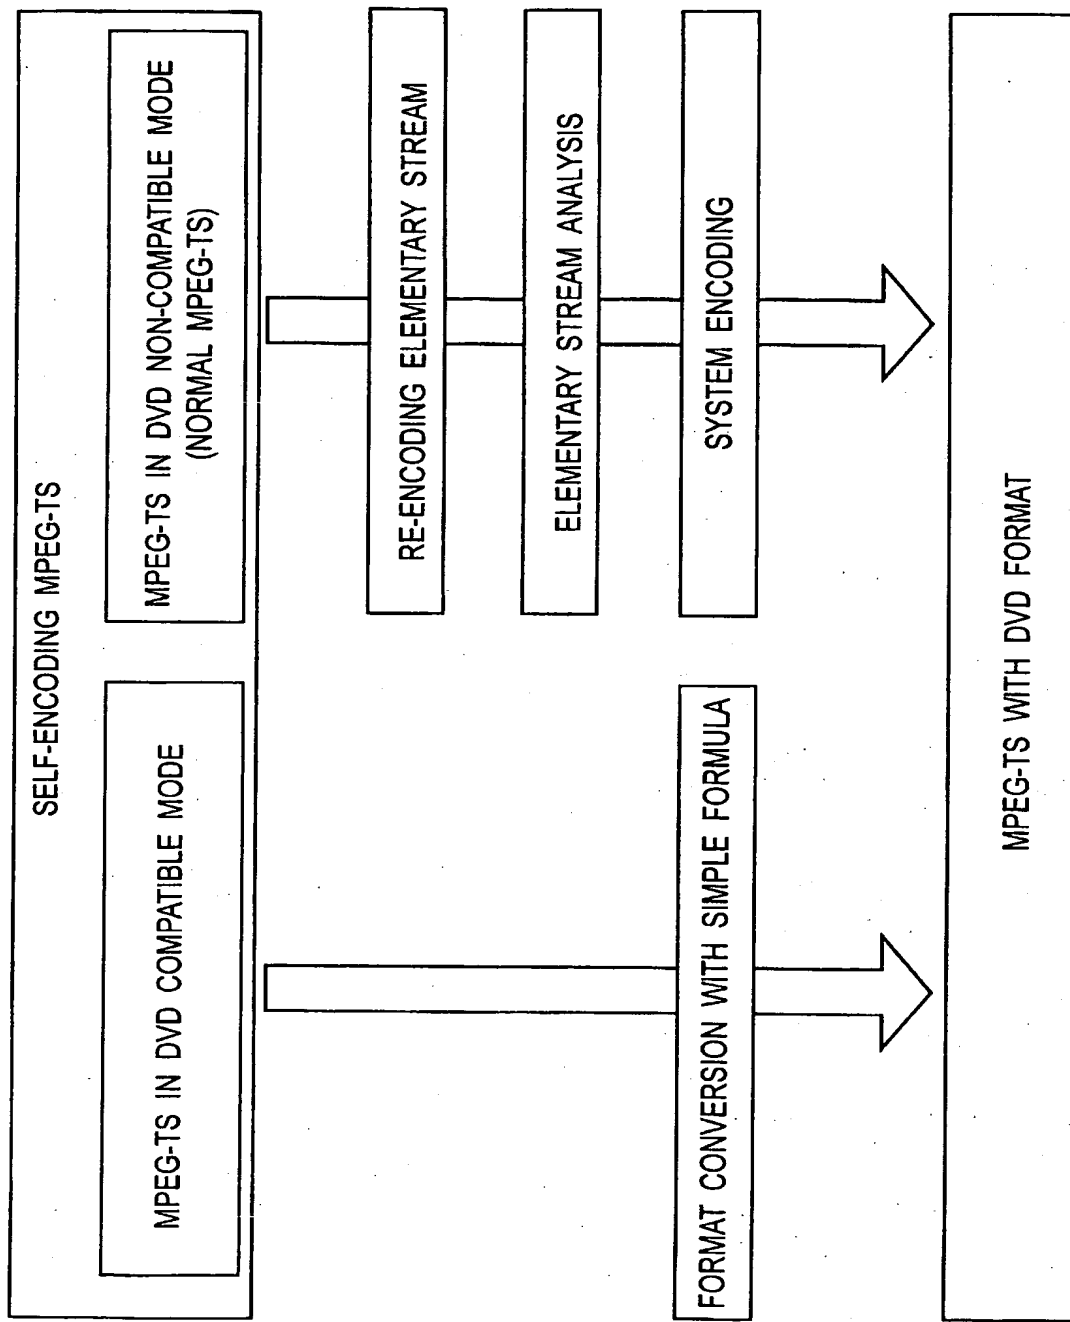 SELF-ENCODING MPEG-TS
MPEG-TS IN DVD COMPATIBLE MODE
MPEG-TS IN DVD NON-COMPATIBLE MODE
(NORMAL MPEG-TS)
RE-ENCODING ELEMENTARY STREAM
ELEMENTARY STREAM ANALYSIS
FORMAT CONVERSION WITH SIMPLE FORMULA
SYSTEM ENCODING
MPEG-TS WITH DVD FORMAT